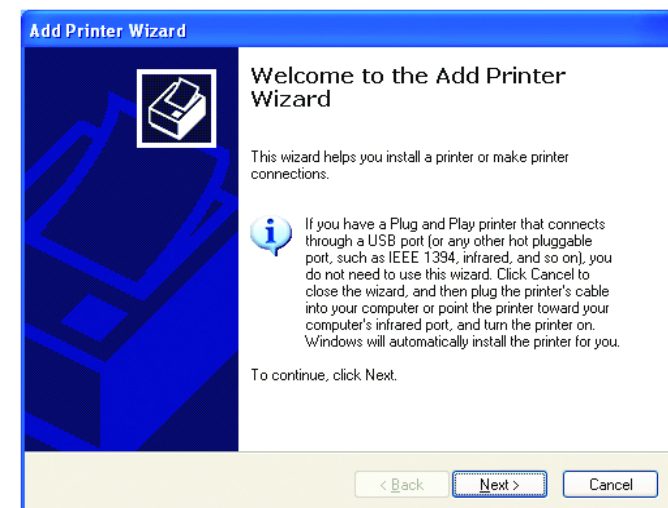 Add Printer Wizard
Welcome to the Add Printer
Wizard
This wizard helps you install a printer or make printer
connections.
If you have a Plug and Play printer that connects
through a USB port (or any other hot pluggable
port, such as IEEE 1394, infrared, and so on), you
do not need to use this wizard. Click Cancel to
close the wizard, and then plug the printer's cable
into your computer or point the printer toward your
computer's infrared port, and turn the printer on.
Windows will automatically install the printer for you.
To continue, click Next.
< Back Next > Cancel